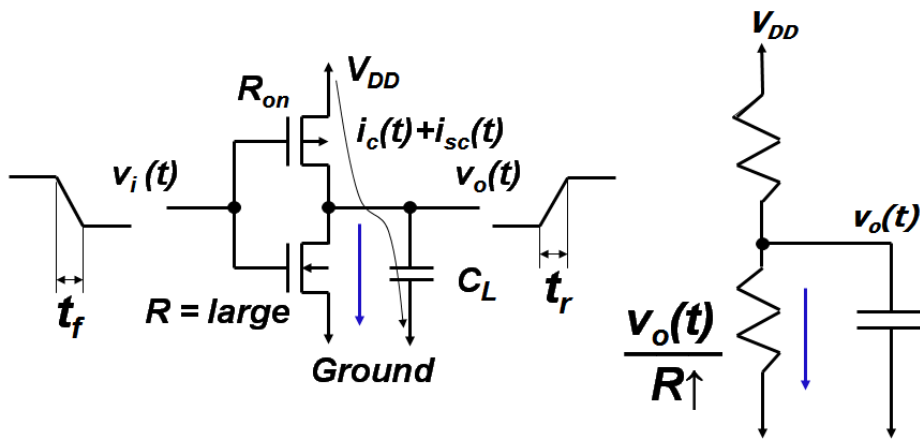 V_DD
R_on
i_c(t)+i_sc(t)
v_i (t)
v_o(t)
t_f
R = large
C_L
t_r
Ground
V_DD
v_o(t)
v_o(t)
R↑